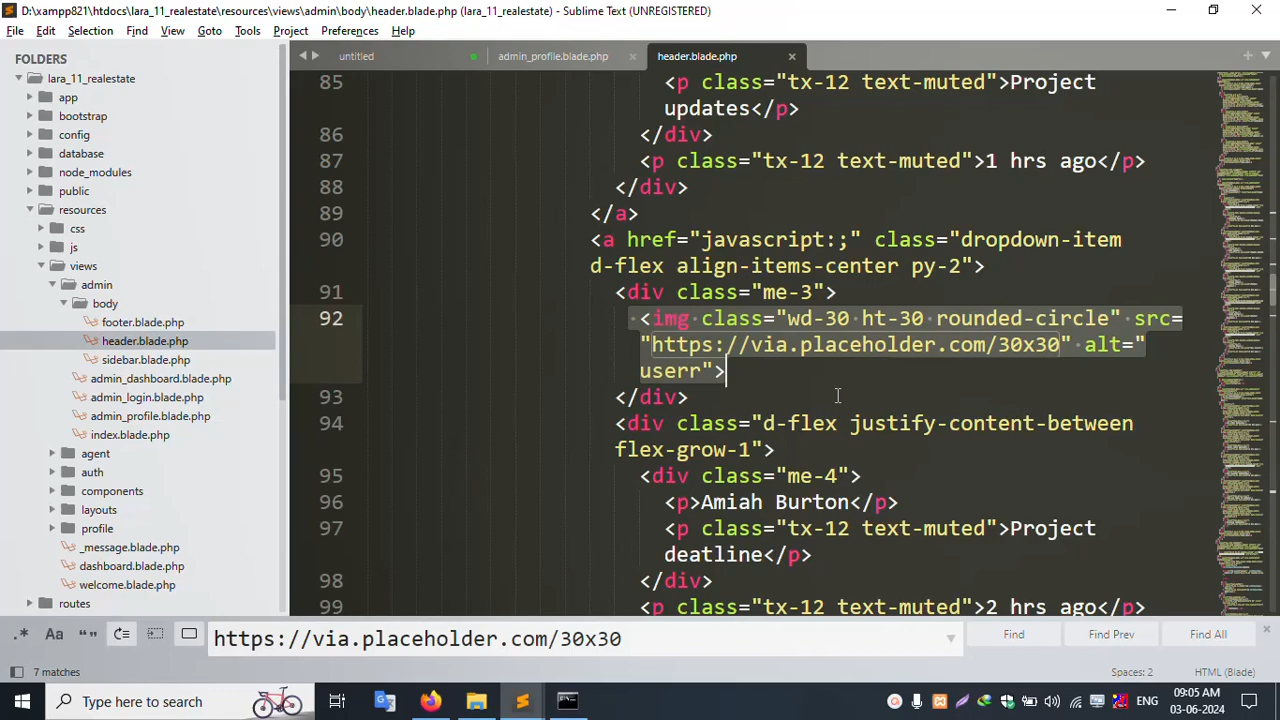 D:\xampp821\htdocs\lara_11_realestate\resources\views\admin\body\header.blade.php (lara_11_realestate) - Sublime Text (UNREGISTERED)
File Edit Selection Find View Goto Tools Project Preferences Help
FOLDERS
lara_11_realestate
app
bootstrap
config
database
node_modules
public
resources
css
js
views
admin
body
footer.blade.php
header.blade.php
sidebar.blade.php
admin_dashboard.blade.php
admin_login.blade.php
admin_profile.blade.php
index.blade.php
agent
auth
components
layouts
profile
_message.blade.php
dashboard.blade.php
welcome.blade.php
routes
untitled admin_profile.blade.php header.blade.php
85 <p class="tx-12 text-muted">Project
updates</p>
86 </div>
87 <p class="tx-12 text-muted">1 hrs ago</p>
88 </div>
89 </a>
90 <a href="javascript:;" class="dropdown-item
d-flex align-items-center py-2">
91 <div class="me-3">
92 <img class="wd-30 ht-30 rounded-circle" src=
"https://via.placeholder.com/30x30" alt="
userr">
93 </div>
94 <div class="d-flex justify-content-between
flex-grow-1">
95 <div class="me-4">
96 <p>Amiah Burton</p>
97 <p class="tx-12 text-muted">Project
deatline</p>
98 </div>
99 <p class="tx-12 text-muted">2 hrs ago</p>
.* Aa “ ” https://via.placeholder.com/30x30 Find Find Prev Find All
7 matches Spaces: 2 HTML (Blade)
Type here to search
ENG
09:05 AM
03-06-2024